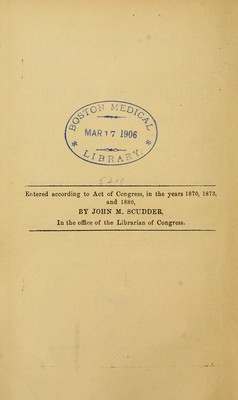 BOSTON MEDICAL
MAR 17 1906
LIBRARY.
Entered according to Act of Congress, in the years 1870, 1873,
and 1880,
BY JOHN M. SCUDDER,
In the office of the Librarian of Congress.